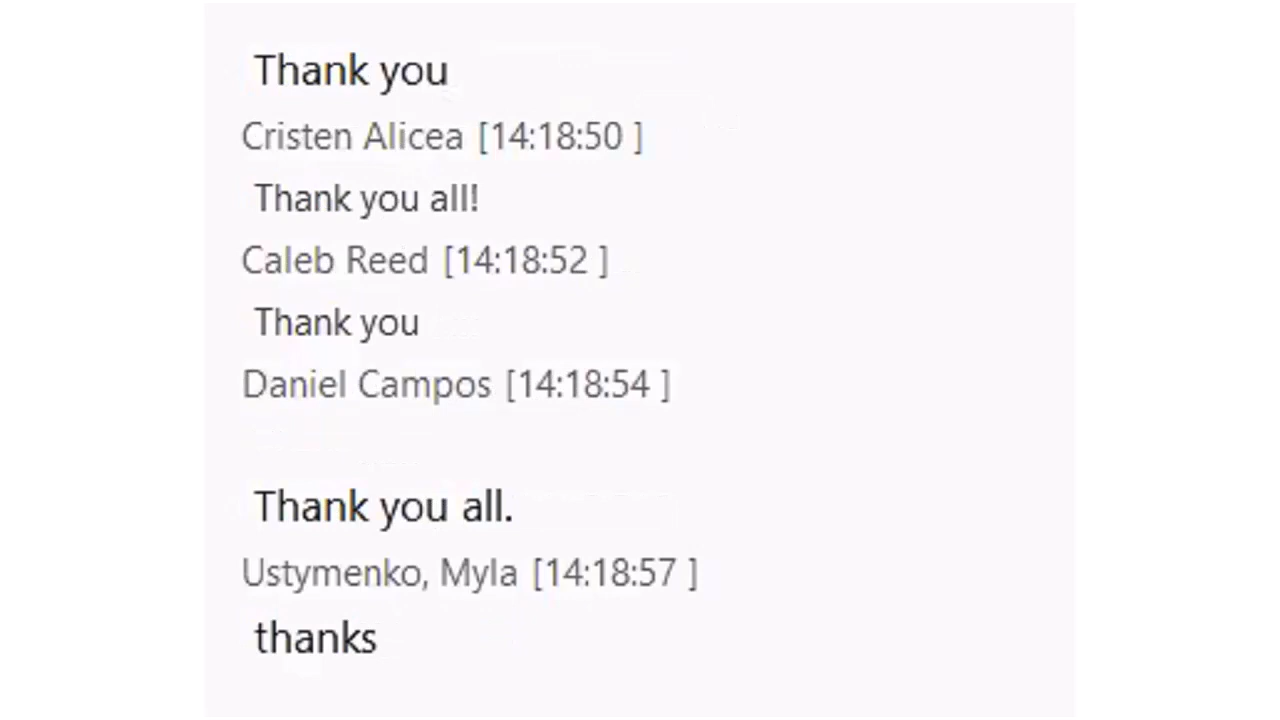 Thank you
Cristen Alicea [14:18:50 ]
Thank you all!
Caleb Reed [14:18:52 ]
Thank you
Daniel Campos [14:18:54 ]
Thank you all.
Ustymenko, Myla [14:18:57 ]
thanks